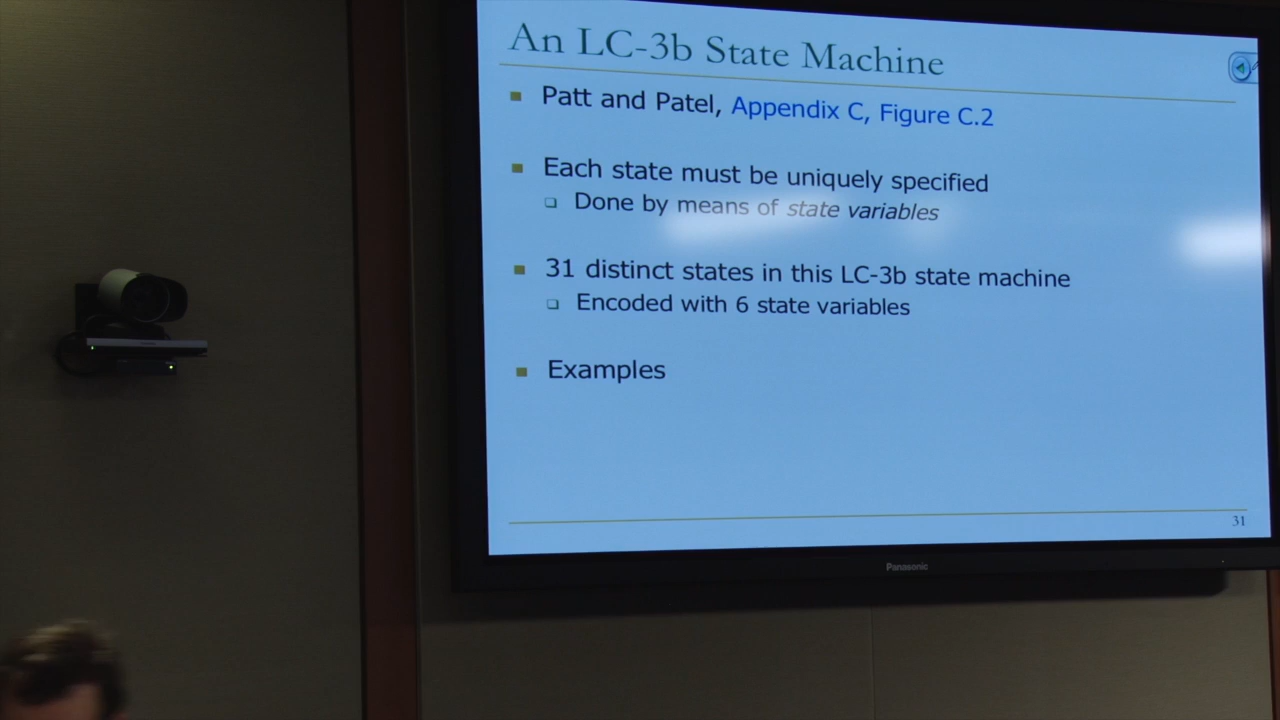 An LC-3b State Machine
Patt and Patel, Appendix C, Figure C.2
Each state must be uniquely specified
Done by means of state variables
31 distinct states in this LC-3b state machine
Encoded with 6 state variables
Examples
31
Panasonic